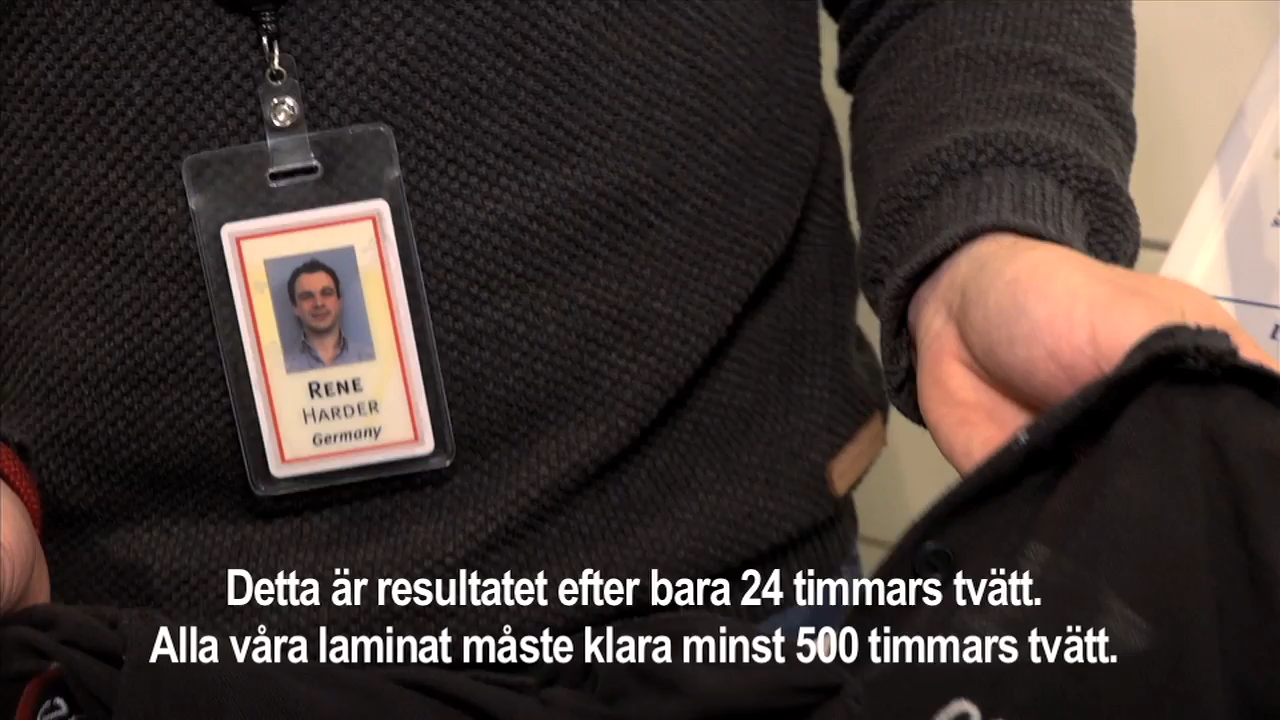 RENE
HARDER
Germany
Detta är resultatet efter bara 24 timmars tvätt.
Alla våra laminat måste klara minst 500 timmars tvätt.